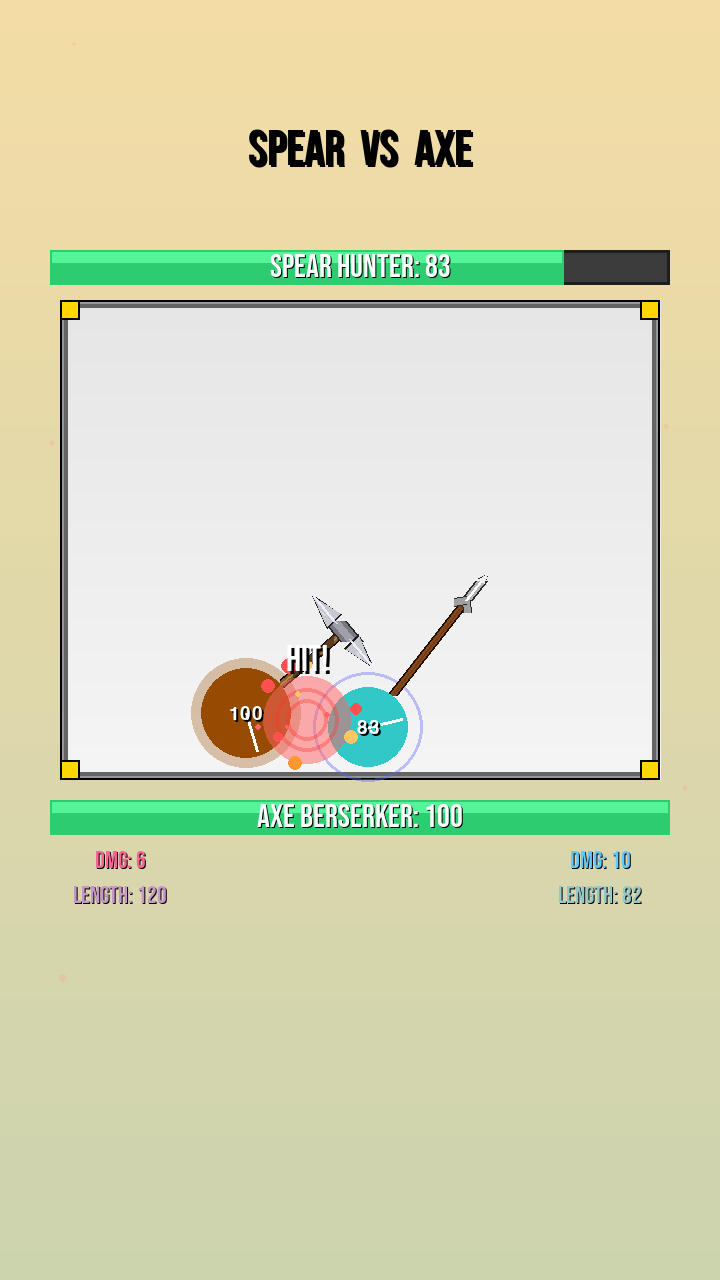 SPEAR VS AXE
SPEAR HUNTER: 83
HIT!
100
83
AXE BERSERKER: 100
DMG: 6
DMG: 10
LENGTH: 120
LENGTH: 82